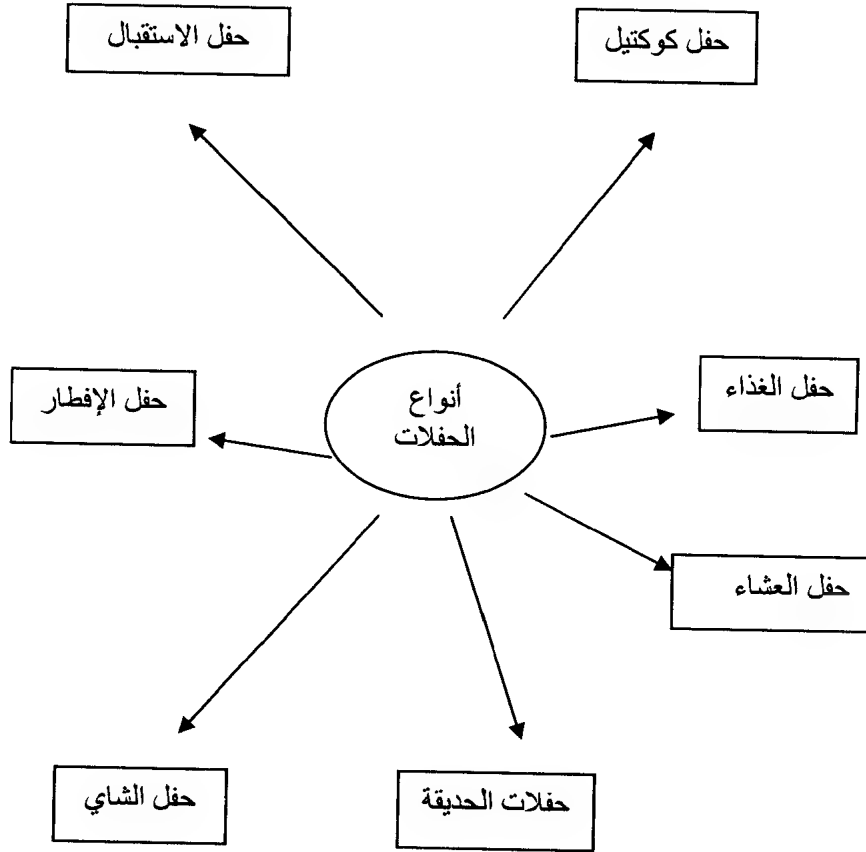 حفل كوكتيل
حفل الاستقبال
حفل الغذاء
أنواع
الحفلات
حفل الإفطار
حفل العشاء
حفلات الحديقة
حفل الشاي